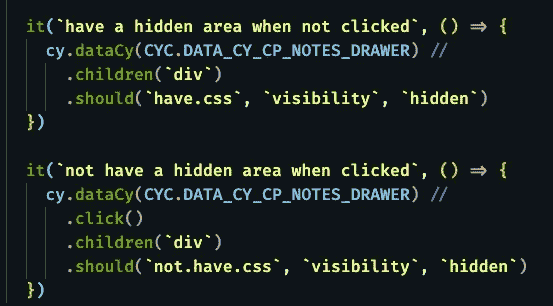 it(`have a hidden area when not clicked`, () => {
cy.dataCy(CYC.DATA_CY_CP_NOTES_DRAWER) //
.children(`div`)
.should(`have.css`, `visibility`, `hidden`)
})
it(`not have a hidden area when clicked`, () => {
cy.dataCy(CYC.DATA_CY_CP_NOTES_DRAWER) //
.click()
.children(`div`)
.should(`not.have.css`, `visibility`, `hidden`)
})